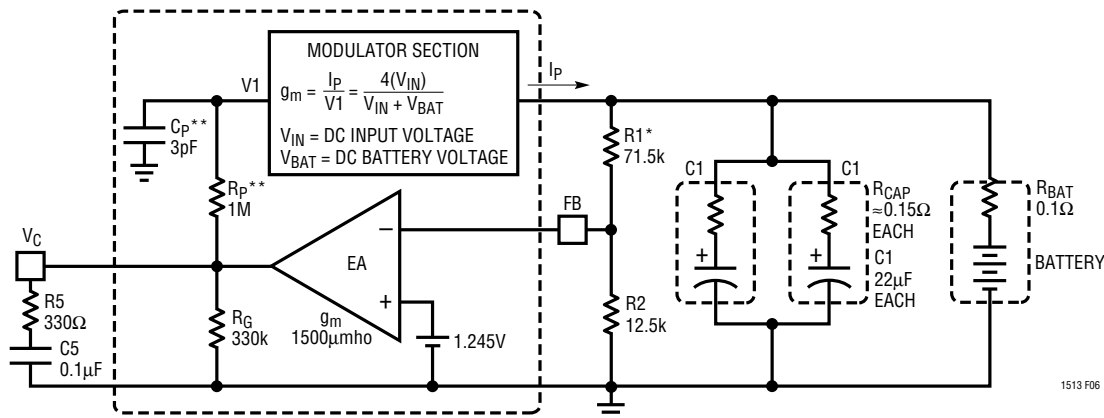 MODULATOR SECTION
g_m = I_P / V1 = 4(V_IN) / (V_IN + V_BAT)
V_IN = DC INPUT VOLTAGE
V_BAT = DC BATTERY VOLTAGE
V1
I_P
C_P**
3pF
R_P**
1M
V_C
R5
330Ω
C5
0.1µF
R_G
330k
EA
−
+
g_m
1500µmho
1.245V
FB
R1*
71.5k
R2
12.5k
C1
C1
R_CAP
≈0.15Ω
EACH
+
+
C1
22µF
EACH
R_BAT
0.1Ω
BATTERY
1513 F06